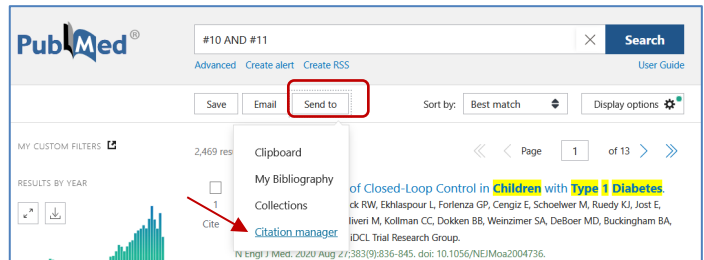 PubMed®
#10 AND #11
Search
Advanced Create alert Create RSS
User Guide
Save
Email
Send to
Sort by:
Best match
Display options
MY CUSTOM FILTERS
2,469
Page
1
of 13
Clipboard
My Bibliography
Collections
Citation manager
RESULTS BY YEAR
1
Cite
of Closed-Loop Control in Children with Type 1 Diabetes.
RW, Ekhlaspour L, Forlenza GP, Cengiz E, Schoelwer M, Ruedy KJ, Jost E,
M, Kollman CC, Dokken BB, Weinzimer SA, DeBoer MD, Buckingham BA,
iDCL Trial Research Group.
N Engl J Med. 2020 Aug 27;383(9):836-845. doi: 10.1056/NEJMoa2004736.